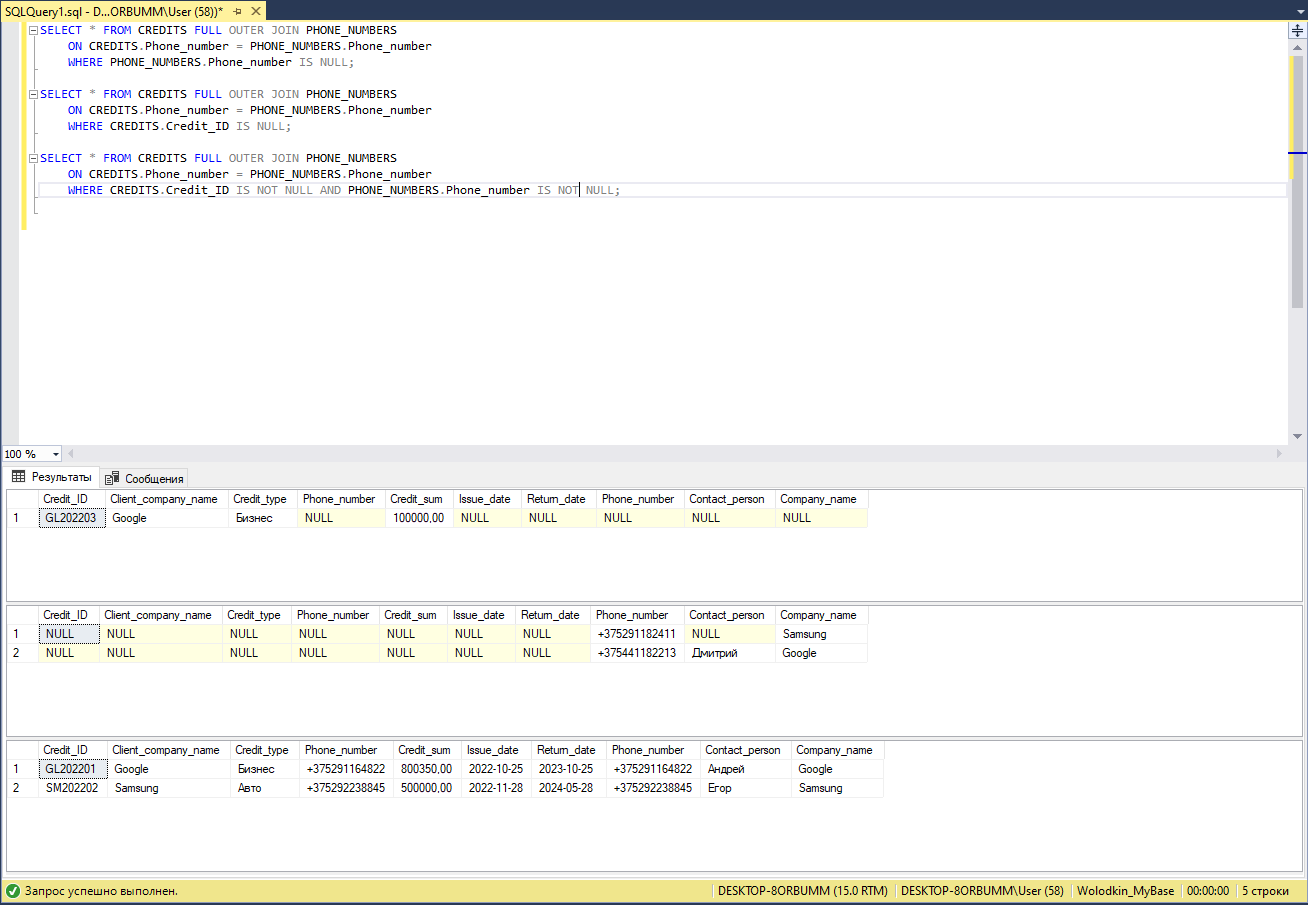 SQLQuery1.sql - D...ORBUMM\User (58))*
SELECT * FROM CREDITS FULL OUTER JOIN PHONE_NUMBERS
ON CREDITS.Phone_number = PHONE_NUMBERS.Phone_number
WHERE PHONE_NUMBERS.Phone_number IS NULL;
SELECT * FROM CREDITS FULL OUTER JOIN PHONE_NUMBERS
ON CREDITS.Phone_number = PHONE_NUMBERS.Phone_number
WHERE CREDITS.Credit_ID IS NULL;
SELECT * FROM CREDITS FULL OUTER JOIN PHONE_NUMBERS
ON CREDITS.Phone_number = PHONE_NUMBERS.Phone_number
WHERE CREDITS.Credit_ID IS NOT NULL AND PHONE_NUMBERS.Phone_number IS NOT NULL;
100 %
Результаты Сообщения
Credit_ID Client_company_name Credit_type Phone_number Credit_sum Issue_date Return_date Phone_number Contact_person Company_name
1 GL202203 Google Бизнес NULL 100000,00 NULL NULL NULL NULL NULL
Credit_ID Client_company_name Credit_type Phone_number Credit_sum Issue_date Return_date Phone_number Contact_person Company_name
1 NULL NULL NULL NULL NULL NULL NULL +375291182411 NULL Samsung
2 NULL NULL NULL NULL NULL NULL NULL +375441182213 Дмитрий Google
Credit_ID Client_company_name Credit_type Phone_number Credit_sum Issue_date Return_date Phone_number Contact_person Company_name
1 GL202201 Google Бизнес +375291164822 800350,00 2022-10-25 2023-10-25 +375291164822 Андрей Google
2 SM202202 Samsung Авто +375292238845 500000,00 2022-11-28 2024-05-28 +375292238845 Егор Samsung
Запрос успешно выполнен. DESKTOP-8ORBUMM (15.0 RTM) DESKTOP-8ORBUMM\User (58) Wolodkin_MyBase 00:00:00 5 строки